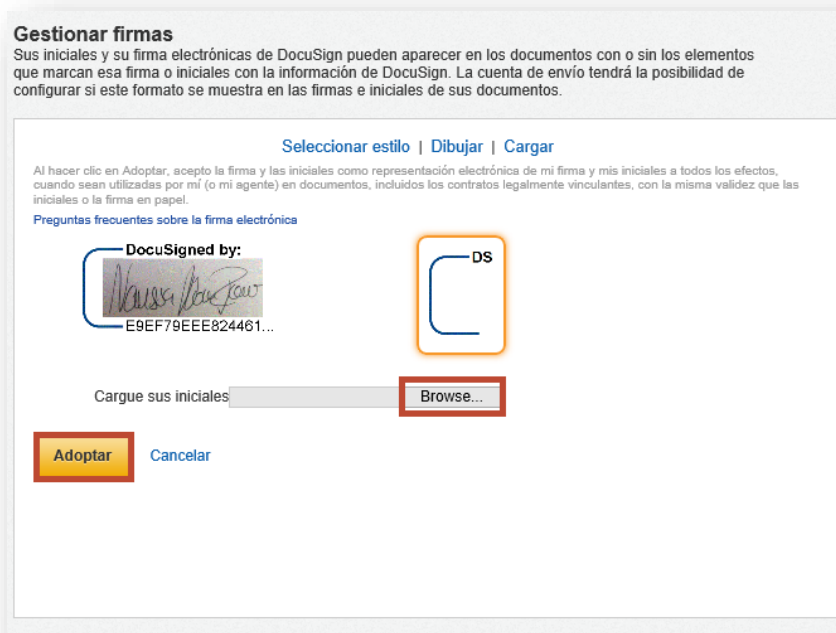 Gestionar firmas
Sus iniciales y su firma electrónicas de DocuSign pueden aparecer en los documentos con o sin los elementos
que marcan esa firma o iniciales con la información de DocuSign. La cuenta de envío tendrá la posibilidad de
configurar si este formato se muestra en las firmas e iniciales de sus documentos.
Seleccionar estilo | Dibujar | Cargar
Al hacer clic en Adoptar, acepto la firma y las iniciales como representación electrónica de mi firma y mis iniciales a todos los efectos,
cuando sean utilizadas por mí (o mi agente) en documentos, incluidos los contratos legalmente vinculantes, con la misma validez que las
iniciales o la firma en papel.
Preguntas frecuentes sobre la firma electrónica
DocuSigned by:
E9EF79EEE824461...
DS
Cargue sus iniciales Browse...
Adoptar Cancelar